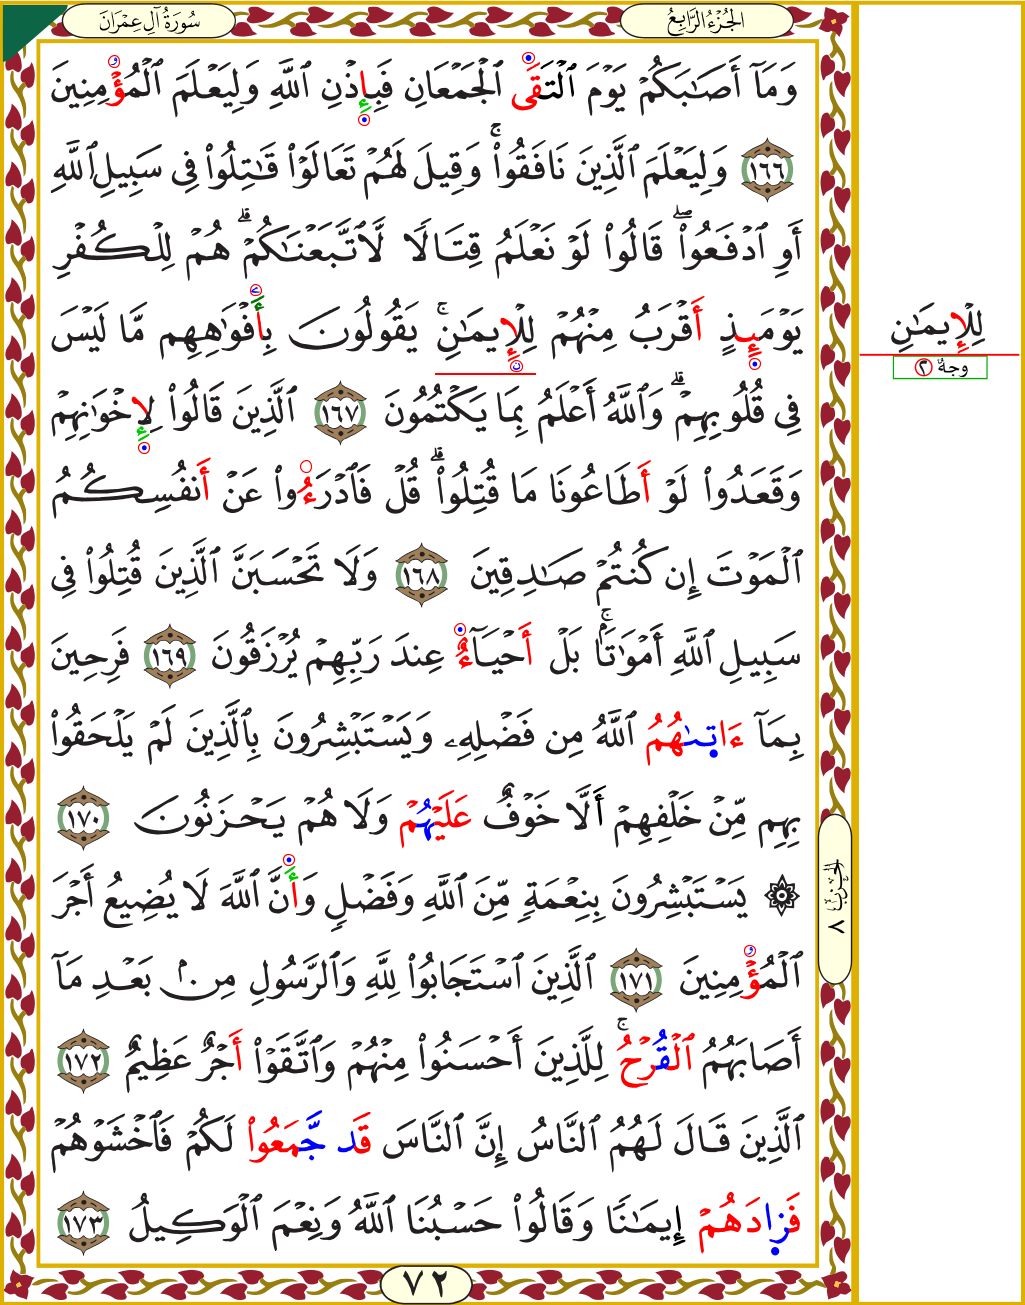 الجُزْءُ الرَّابِعُ
سُورَةُ آلِ عِمْرَان
وَمَآ أَصَٰبَكُمْ يَوْمَ ٱلْتَقَى ٱلْجَمْعَانِ فَبِإِذْنِ ٱللَّهِ وَلِيَعْلَمَ ٱلْمُؤْمِنِينَ
١٦٦ وَلِيَعْلَمَ ٱلَّذِينَ نَافَقُوا۟ۚ وَقِيلَ لَهُمْ تَعَالَوْا۟ قَٰتِلُوا۟ فِى سَبِيلِ ٱللَّهِ
أَوِ ٱدْفَعُوا۟ۖ قَالُوا۟ لَوْ نَعْلَمُ قِتَالًا لَّٱتَّبَعْنَٰكُمْۗ هُمْ لِلْكُفْرِ
يَوْمَئِذٍ أَقْرَبُ مِنْهُمْ لِلْإِيمَٰنِۚ يَقُولُونَ بِأَفْوَٰهِهِم مَّا لَيْسَ
فِى قُلُوبِهِمْۗ وَٱللَّهُ أَعْلَمُ بِمَا يَكْتُمُونَ ١٦٧ ٱلَّذِينَ قَالُوا۟ لِإِخْوَٰنِهِمْ
وَقَعَدُوا۟ لَوْ أَطَاعُونَا مَا قُتِلُوا۟ۗ قُلْ فَٱدْرَءُوا۟ عَنْ أَنفُسِكُمُ
ٱلْمَوْتَ إِن كُنتُمْ صَٰدِقِينَ ١٦٨ وَلَا تَحْسَبَنَّ ٱلَّذِينَ قُتِلُوا۟ فِى
سَبِيلِ ٱللَّهِ أَمْوَٰتًۢاۚ بَلْ أَحْيَآءٌ عِندَ رَبِّهِمْ يُرْزَقُونَ ١٦٩ فَرِحِينَ
بِمَآ ءَاتَىٰهُمُ ٱللَّهُ مِن فَضْلِهِۦ وَيَسْتَبْشِرُونَ بِٱلَّذِينَ لَمْ يَلْحَقُوا۟
بِهِم مِّنْ خَلْفِهِمْ أَلَّا خَوْفٌ عَلَيْهُمْ وَلَا هُمْ يَحْزَنُونَ ١٧٠
۞ يَسْتَبْشِرُونَ بِنِعْمَةٍ مِّنَ ٱللَّهِ وَفَضْلٍ وَأَنَّ ٱللَّهَ لَا يُضِيعُ أَجْرَ
ٱلْمُؤْمِنِينَ ١٧١ ٱلَّذِينَ ٱسْتَجَابُوا۟ لِلَّهِ وَٱلرَّسُولِ مِنۢ بَعْدِ مَآ
أَصَابَهُمُ ٱلْقُرْحُۚ لِلَّذِينَ أَحْسَنُوا۟ مِنْهُمْ وَٱتَّقَوْا۟ أَجْرٌ عَظِيمٌ ١٧٢
ٱلَّذِينَ قَالَ لَهُمُ ٱلنَّاسُ إِنَّ ٱلنَّاسَ قَد جَّمَعُوا۟ لَكُمْ فَٱخْشَوْهُمْ
فَزَادَهُمْ إِيمَٰنًا وَقَالُوا۟ حَسْبُنَا ٱللَّهُ وَنِعْمَ ٱلْوَكِيلُ ١٧٣
٧٢
لِلْإِيمَٰنِ
وجهٌ ٢
الحِزْبُ ٨